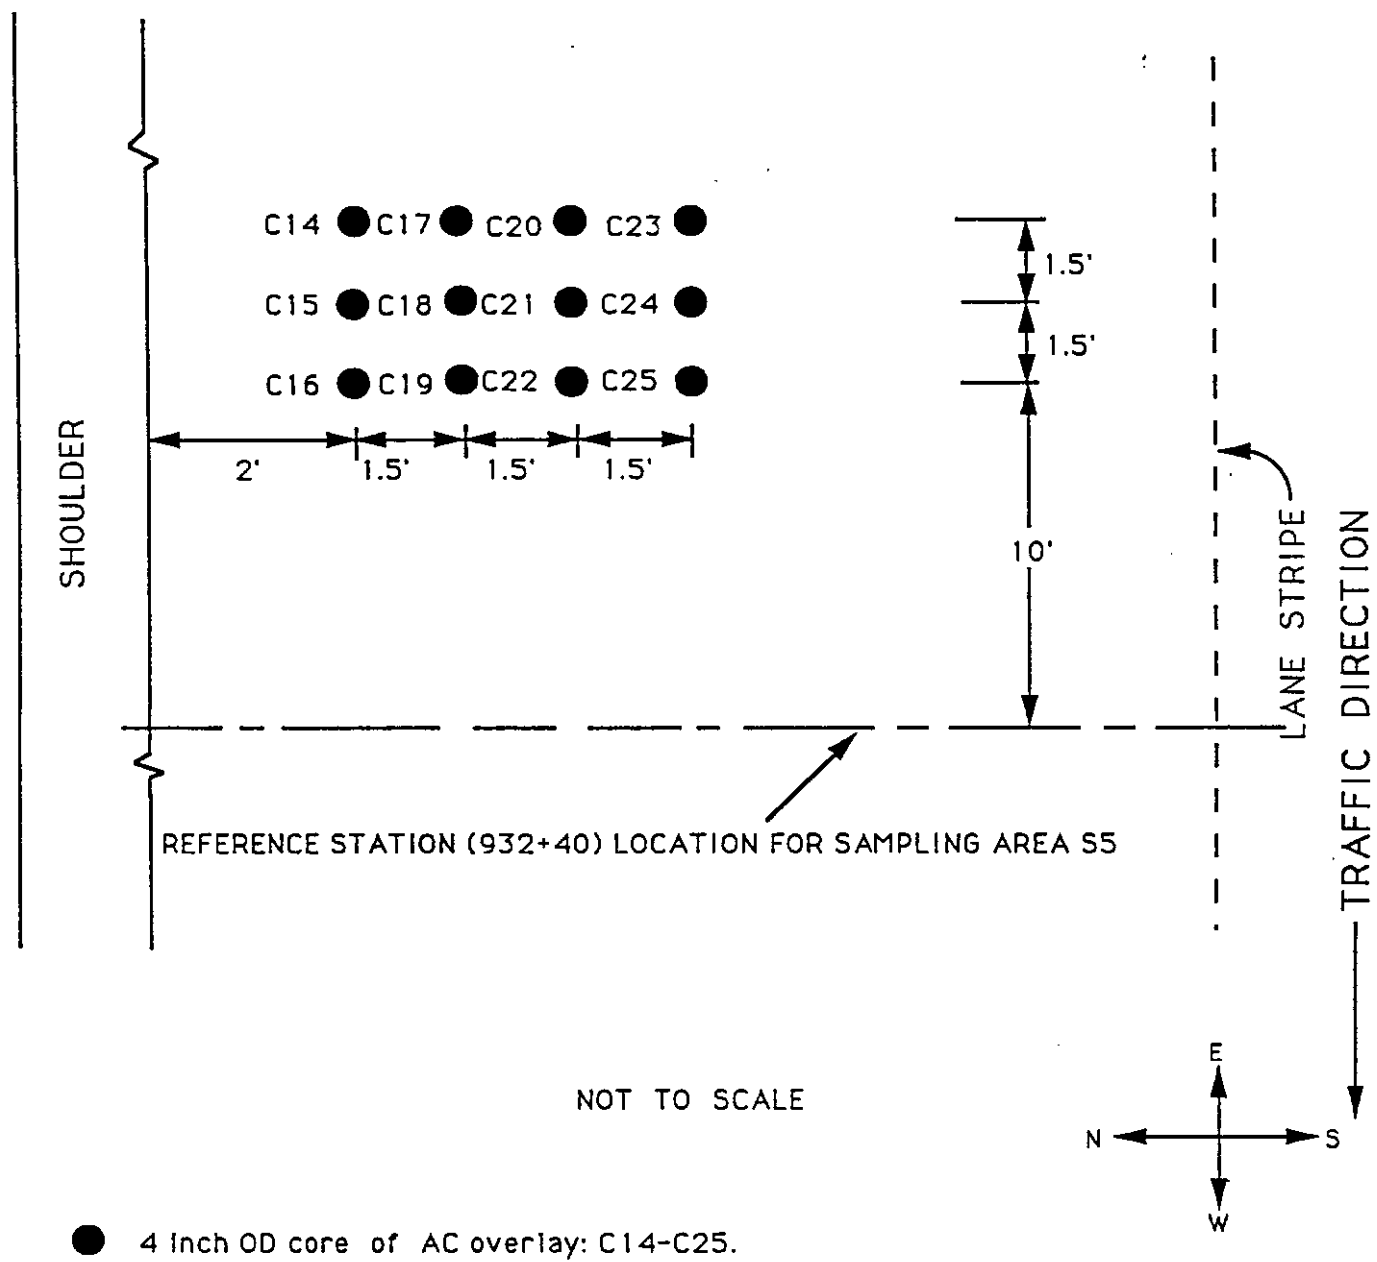 C14 C17 C20 C23
1.5'
C15 C18 C21 C24
1.5'
C16 C19 C22 C25
2' 1.5' 1.5' 1.5'
SHOULDER
10'
LANE STRIPE
TRAFFIC DIRECTION
REFERENCE STATION (932+40) LOCATION FOR SAMPLING AREA S5
NOT TO SCALE
E
N S
W
4 inch OD core of AC overlay: C14-C25.